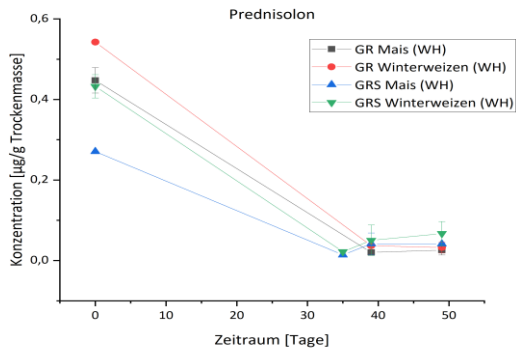 Prednisolon
0,6
0,4
0,2
0,0
Konzentration [µg/g Trockenmasse]
GR Mais (WH)
GR Winterweizen (WH)
GRS Mais (WH)
GRS Winterweizen (WH)
0 10 20 30 40 50
Zeitraum [Tage]